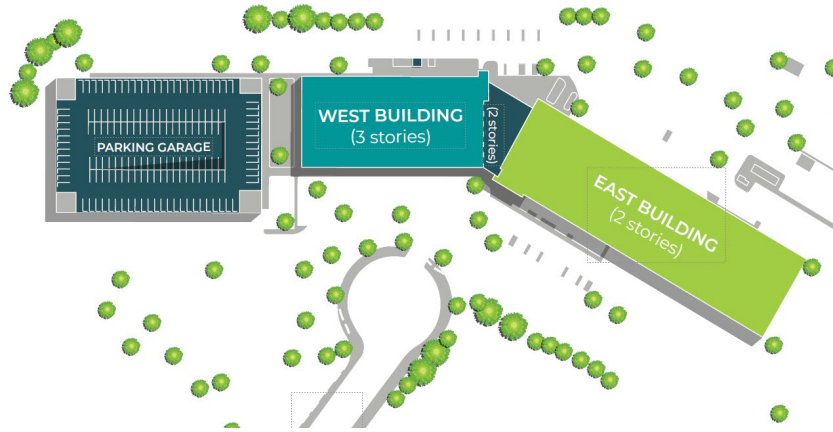 PARKING GARAGE
WEST BUILDING
(3 stories)
(2 stories)
EAST BUILDING
(2 stories)